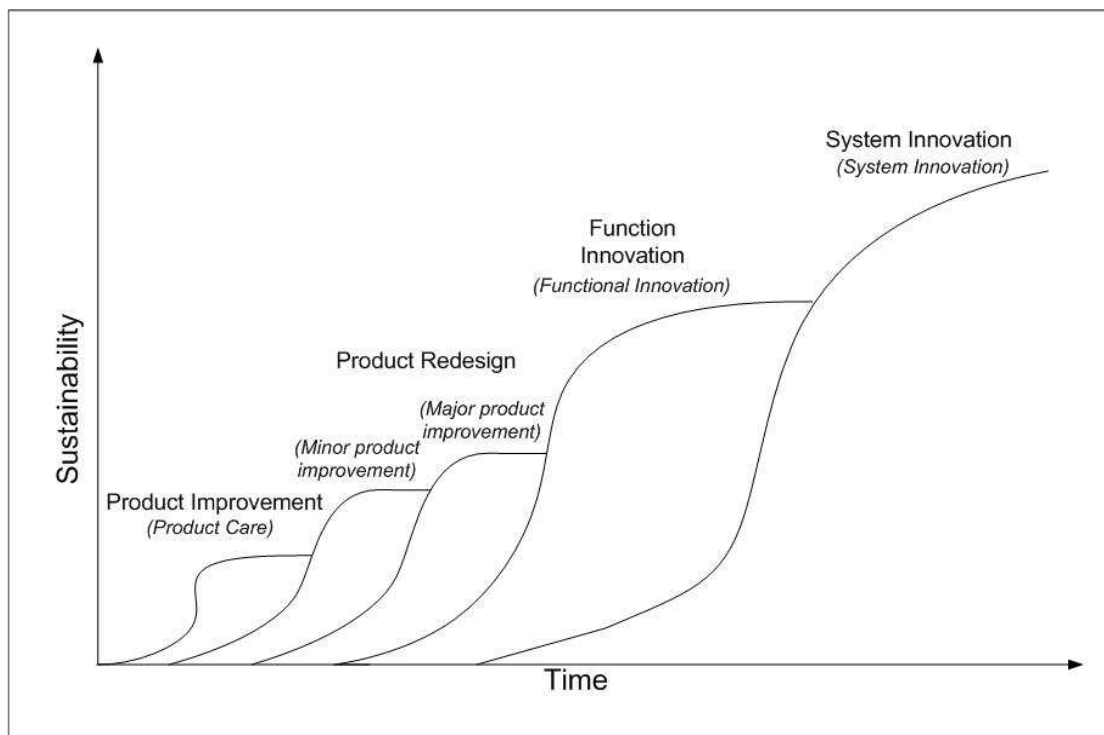 System Innovation
(System Innovation)
Function
Innovation
(Functional Innovation)
Product Redesign
(Major product
improvement)
(Minor product
improvement)
Product Improvement
(Product Care)
Sustainability
Time